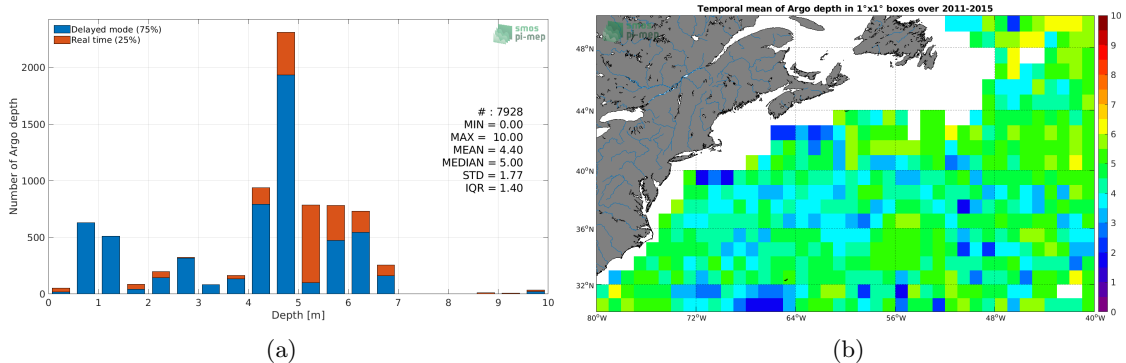 Delayed mode (75%)
Real time (25%)
smos
pi-mep
# : 7928
MIN = 0.00
MAX = 10.00
MEAN = 4.40
MEDIAN = 5.00
STD = 1.77
IQR = 1.40
Number of Argo depth
2000
1500
1000
500
0
0 1 2 3 4 5 6 7 8 9 10
Depth [m]
(a)
Temporal mean of Argo depth in 1°x1° boxes over 2011-2015
smos
pi-mep
48°N
44°N
40°N
36°N
32°N
80°W 72°W 64°W 56°W 48°W 40°W
10
9
8
7
6
5
4
3
2
1
0
(b)